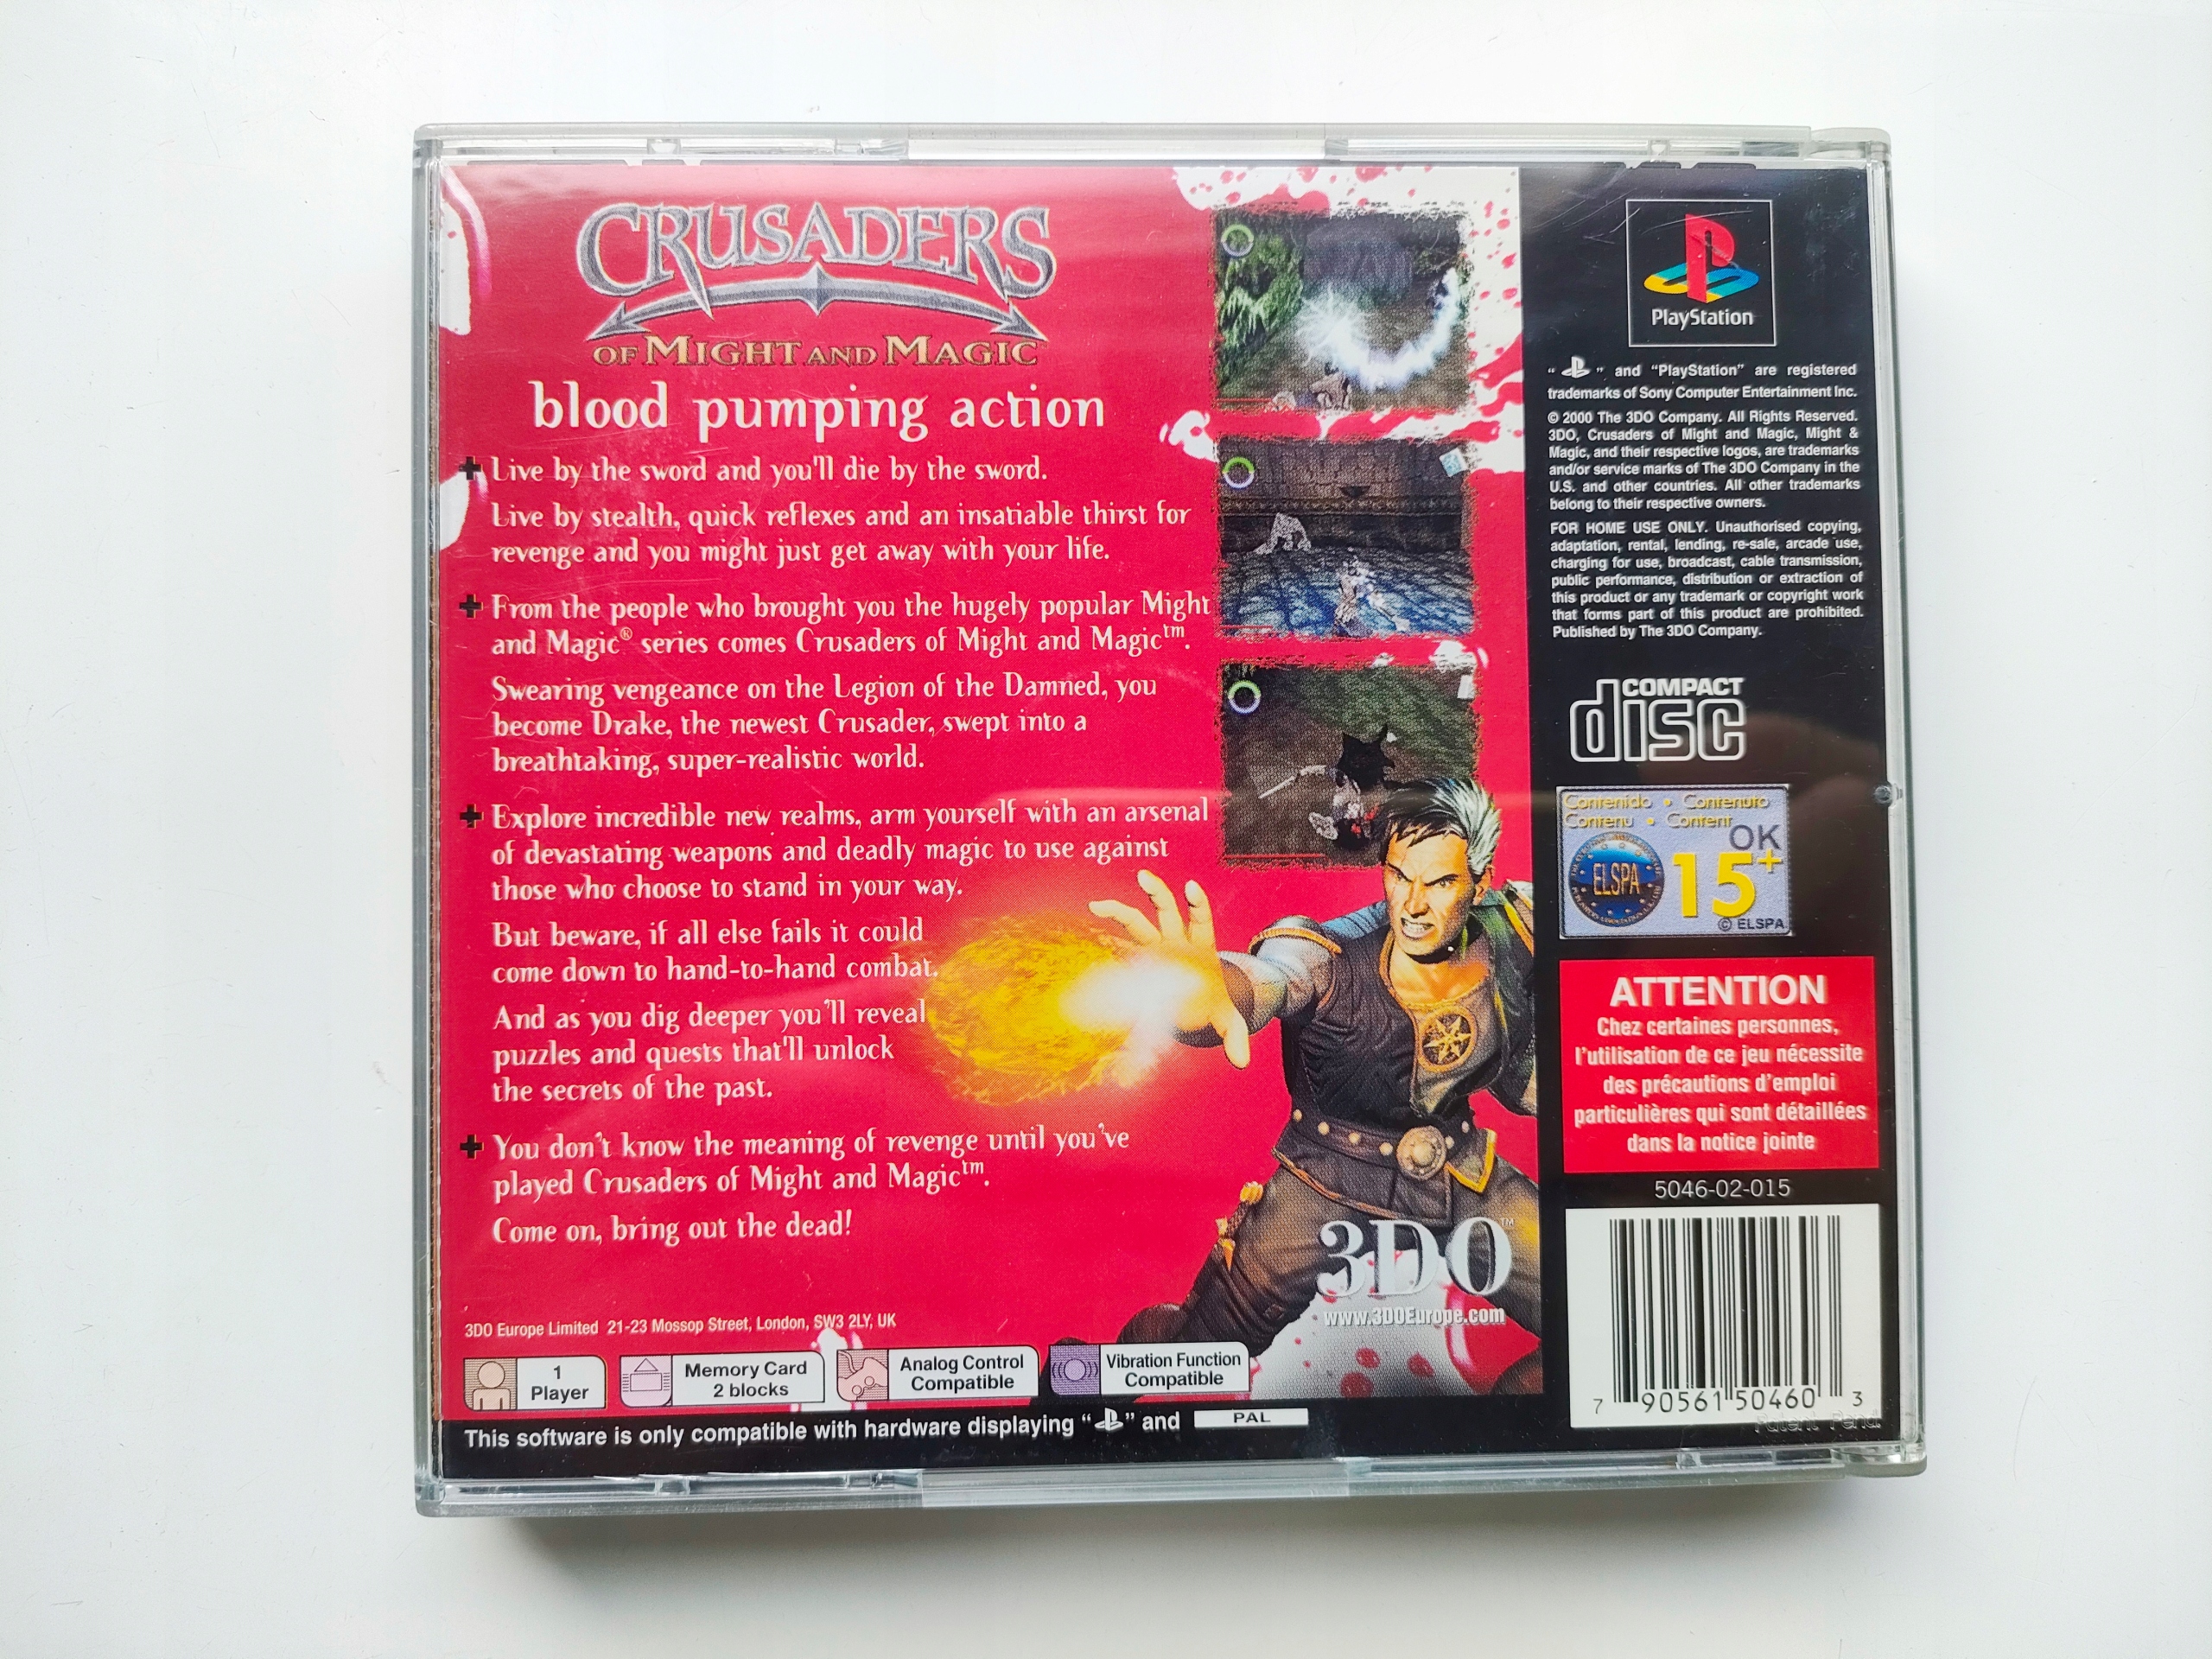 CRUSADERS
OF MIGHT AND MAGIC
blood pumping action
Live by the sword and you'll die by the sword.
Live by stealth, quick reflexes and an insatiable thirst for
revenge and you might just get away with your life.
From the people who brought you the hugely popular Might
and Magic® series comes Crusaders of Might and Magic™.
Swearing vengeance on the Legion of the Damned, you
become Drake, the newest Crusader, swept into a
breathtaking, super-realistic world.
Explore incredible new realms, arm yourself with an arsenal
of devastating weapons and deadly magic to use against
those who choose to stand in your way.
But beware, if all else fails it could
come down to hand-to-hand combat.
And as you dig deeper you'll reveal
puzzles and quests that'll unlock
the secrets of the past.
You don't know the meaning of revenge until you've
played Crusaders of Might and Magic™.
Come on, bring out the dead!
3DO™
www.3DOEurope.com
3DO Europe Limited 21-23 Mossop Street, London, SW3 2LY, UK
1
Player
Memory Card
2 blocks
Analog Control
Compatible
Vibration Function
Compatible
This software is only compatible with hardware displaying "PS" and PAL
PlayStation
"PS" and "PlayStation" are registered
trademarks of Sony Computer Entertainment Inc.
© 2000 The 3DO Company. All Rights Reserved.
3DO, Crusaders of Might and Magic, Might &
Magic, and their respective logos, are trademarks
and/or service marks of The 3DO Company in the
U.S. and other countries. All other trademarks
belong to their respective owners.
FOR HOME USE ONLY. Unauthorised copying,
adaptation, rental, lending, re-sale, arcade use,
charging for use, broadcast, cable transmission,
public performance, distribution or extraction of
this product or any trademark or copyright work
that forms part of this product are prohibited.
Published by The 3DO Company.
COMPACT
disc
Contenido • Contenuto
Contenu • Content
OK
ELSPA
15+
© ELSPA
ATTENTION
Chez certaines personnes,
l'utilisation de ce jeu nécessite
des précautions d'emploi
particulières qui sont détaillées
dans la notice jointe
5046-02-015
7 90561 50460 3
Patent Pend.